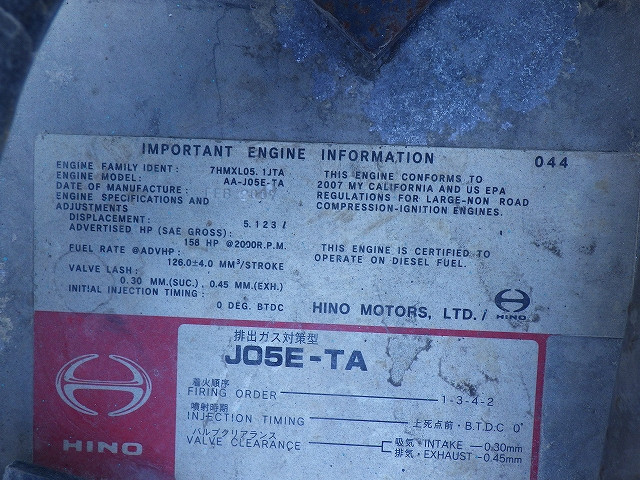 IMPORTANT ENGINE INFORMATION 044
ENGINE FAMILY IDENT: 7HMXL05.1JTA
ENGINE MODEL: AA-J05E-TA
DATE OF MANUFACTURE: FEB
ENGINE SPECIFICATIONS AND
ADJUSTMENTS
DISPLACEMENT: 5.123ℓ
ADVERTISED HP (SAE GROSS):
158 HP @2000R.P.M.
FUEL RATE @ADVHP:
126.0±4.0 MM³/STROKE
VALVE LASH:
0.30 MM.(SUC.), 0.45 MM.(EXH.)
INITIAL INJECTION TIMING :
0 DEG. BTDC
THIS ENGINE CONFORMS TO
2007 MY CALIFORNIA AND US EPA
REGULATIONS FOR LARGE-NON ROAD
COMPRESSION-IGNITION ENGINES.
THIS ENGINE IS CERTIFIED TO
OPERATE ON DIESEL FUEL.
HINO MOTORS, LTD./ HINO
HINO
排出ガス対策型
J05E-TA
着火順序
FIRING ORDER 1-3-4-2
噴射時期
INJECTION TIMING 上死点前・B.T.D.C 0°
バルブクリアランス
VALVE CLEARANCE
吸気・INTAKE 0.30mm
排気・EXHAUST 0.45mm